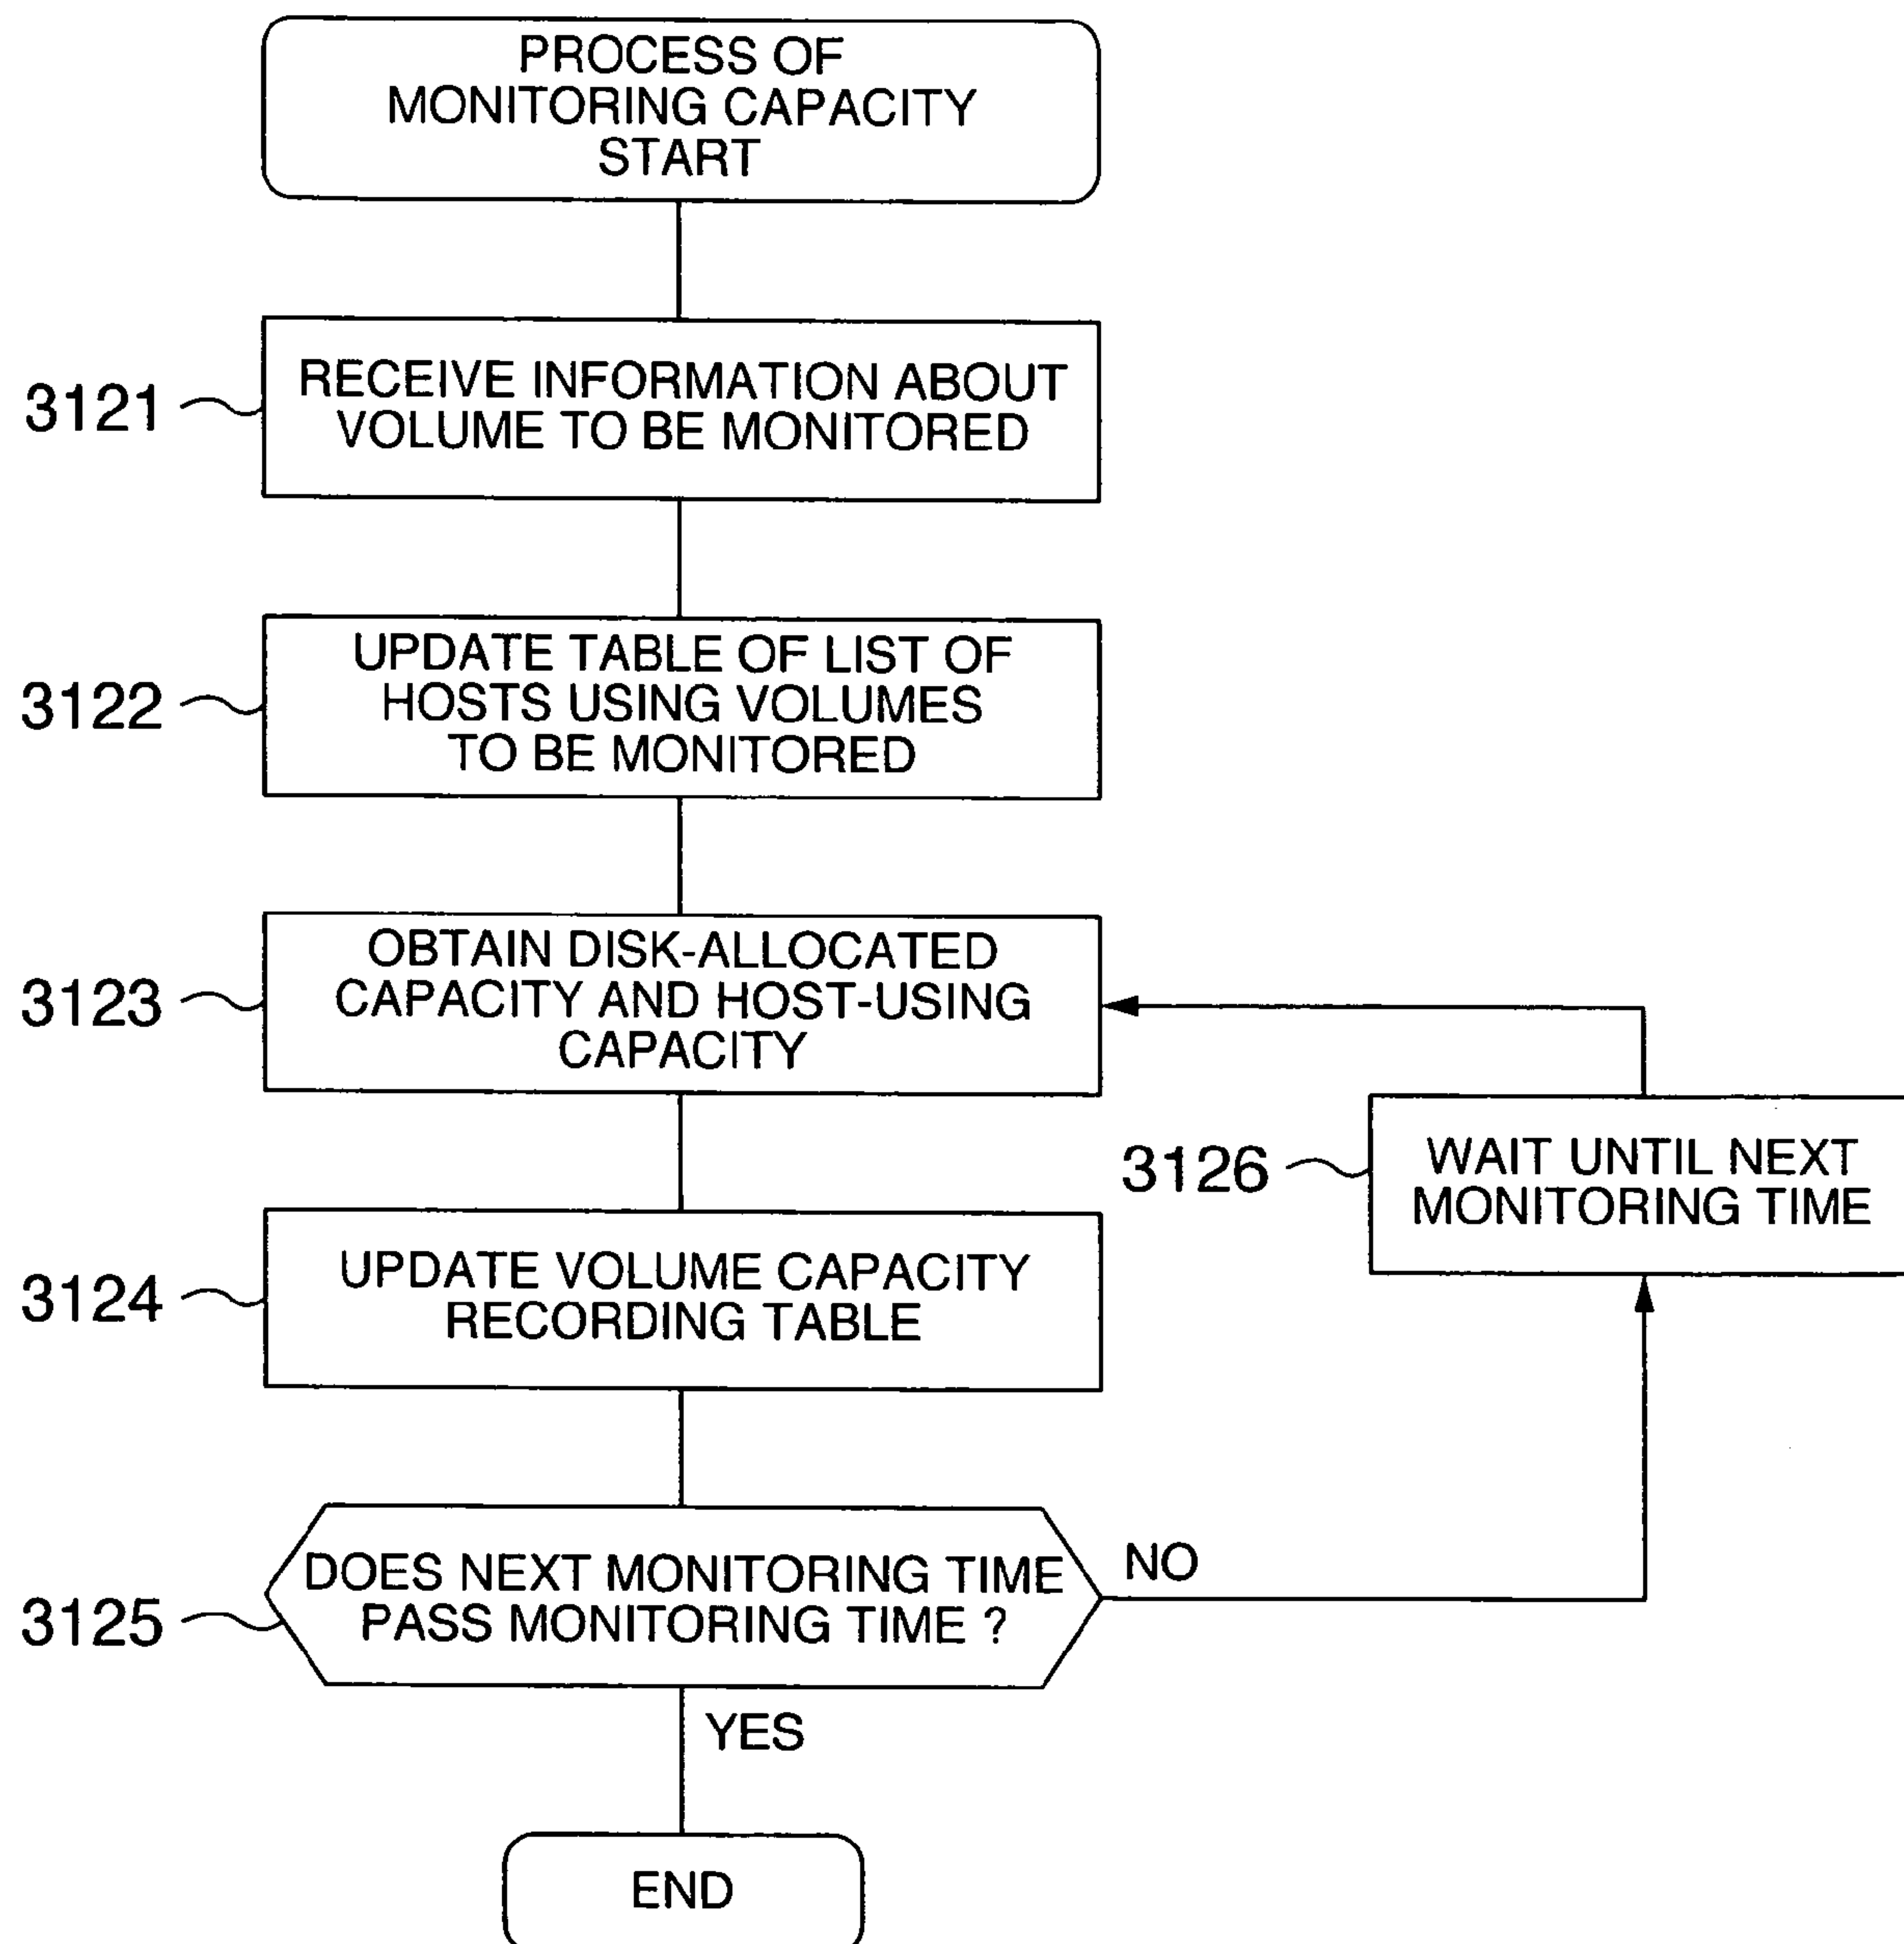 PROCESS OF
MONITORING CAPACITY
START
3121
RECEIVE INFORMATION ABOUT
VOLUME TO BE MONITORED
3122
UPDATE TABLE OF LIST OF
HOSTS USING VOLUMES
TO BE MONITORED
3123
OBTAIN DISK-ALLOCATED
CAPACITY AND HOST-USING
CAPACITY
3126
WAIT UNTIL NEXT
MONITORING TIME
3124
UPDATE VOLUME CAPACITY
RECORDING TABLE
3125
DOES NEXT MONITORING TIME
PASS MONITORING TIME ?
NO
YES
END